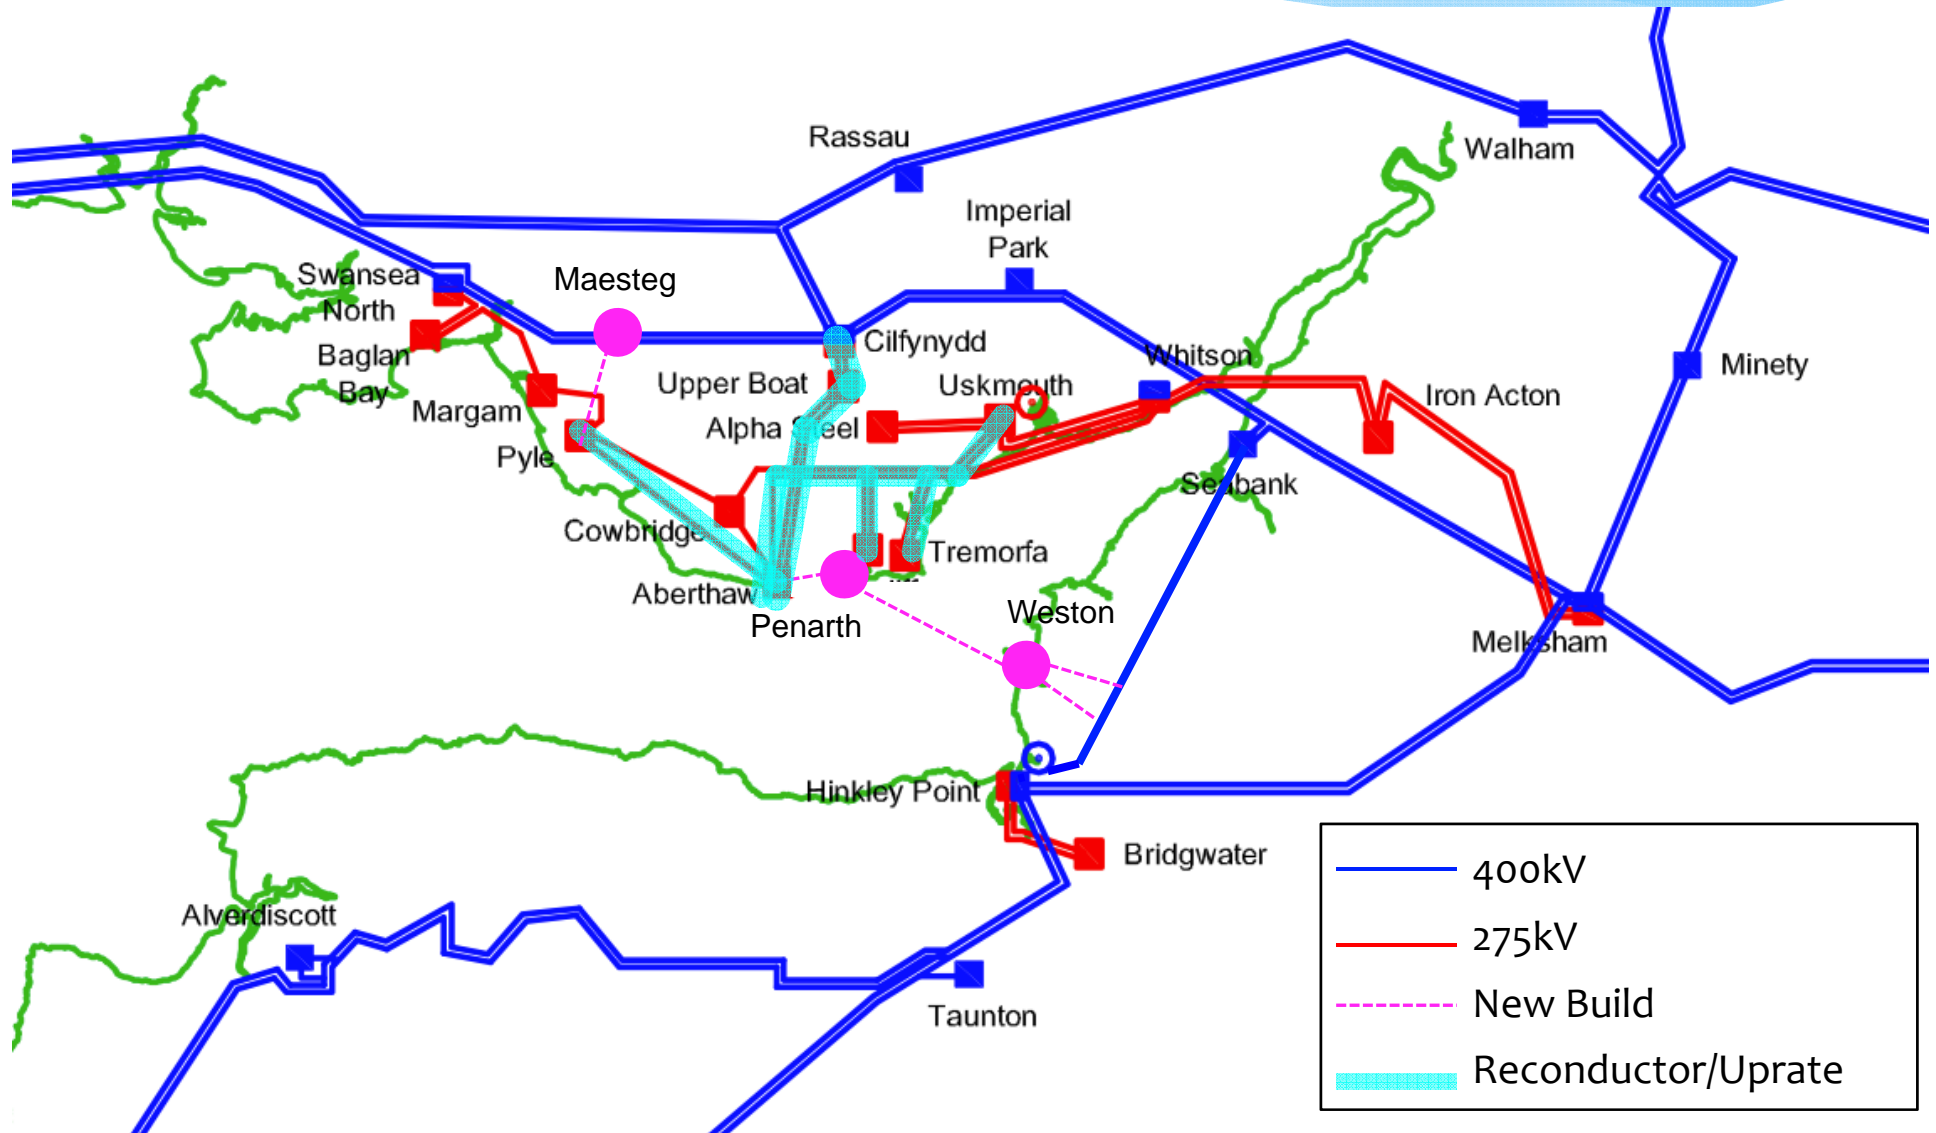 Rassau
Walham
Imperial
Park
Swansea
North
Maesteg
Cilfynydd
Baglan
Bay
Whitson
Minety
Upper Boat
Uskmouth
Margam
Iron Acton
Alpha Steel
Pyle
Seabank
Cowbridge
Tremorfa
Aberthaw
Penarth
Weston
Melksham
Hinkley Point
Bridgwater
400kV
275kV
New Build
Reconductor/Uprate
Alverdiscott
Taunton